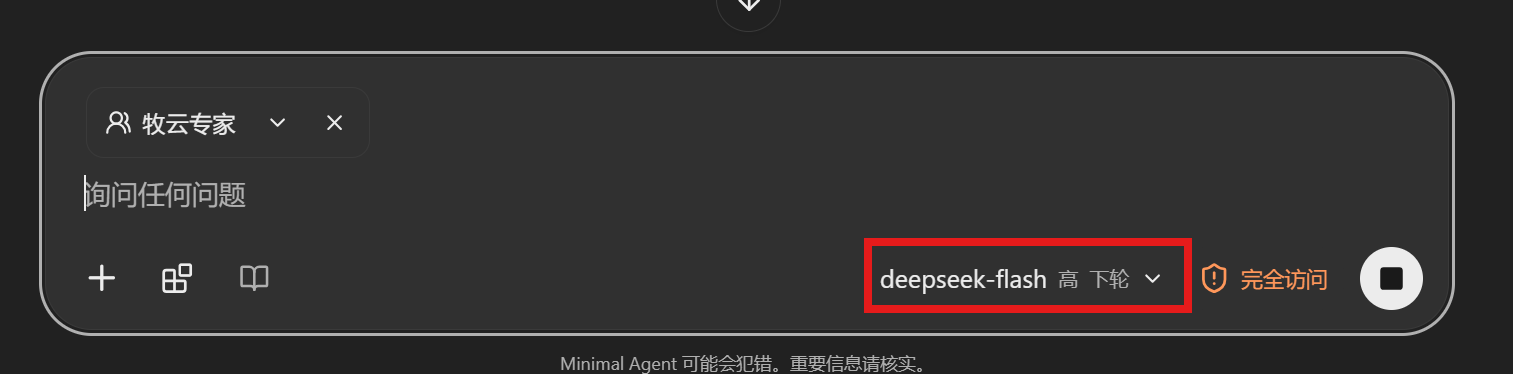 牧云专家
询问任何问题
deepseek-flash 高 下轮 完全访问
Minimal Agent 可能会犯错。重要信息请核实。